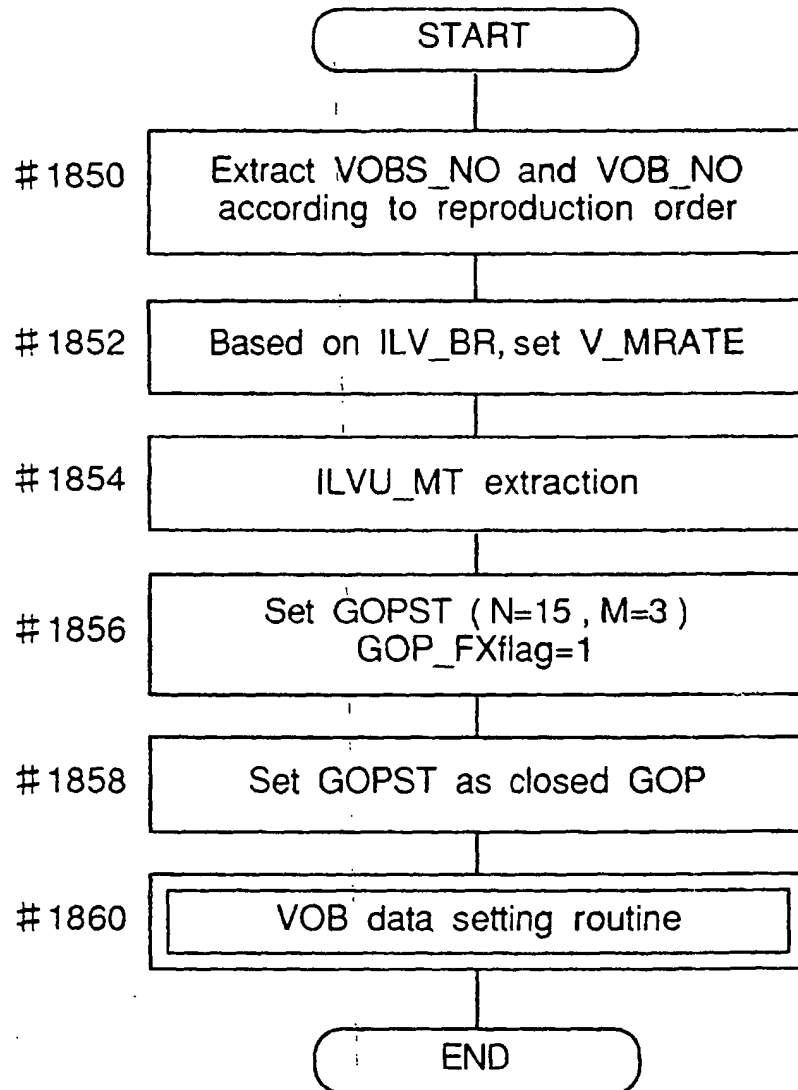 START
#1850
Extract VOBS_NO and VOB_NO
according to reproduction order
#1852
Based on ILV_BR, set V_MRATE
#1854
ILVU_MT extraction
#1856
Set GOPST ( N=15 , M=3 )
GOP_FXflag=1
#1858
Set GOPST as closed GOP
#1860
VOB data setting routine
END